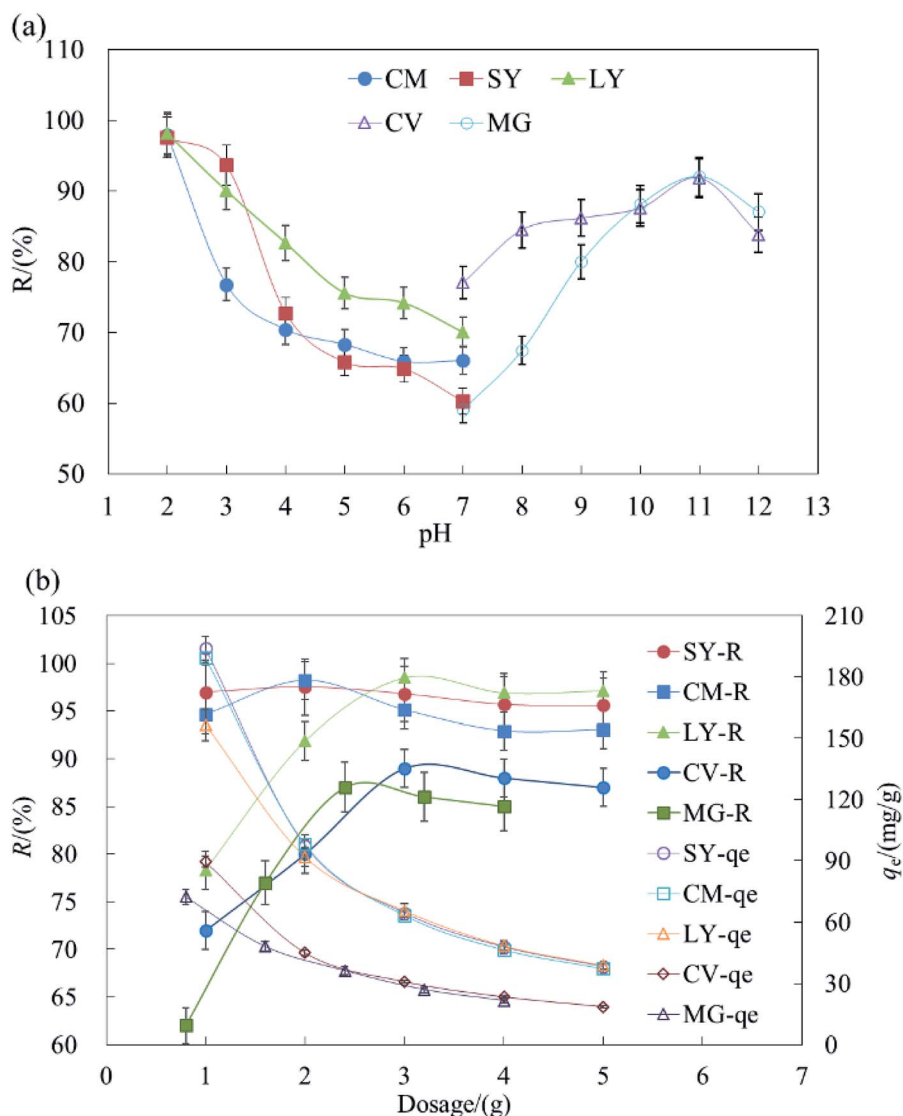 (a)
110
100
90
80
70
60
50
R/(%)
CM SY LY
CV MG
1 2 3 4 5 6 7 8 9 10 11 12 13
pH
(b)
105
100
95
90
85
80
75
70
65
60
R/(%)
210
180
150
120
90
60
30
0
qe/(mg/g)
SY-R
CM-R
LY-R
CV-R
MG-R
SY-qe
CM-qe
LY-qe
CV-qe
MG-qe
0 1 2 3 4 5 6 7
Dosage/(g)